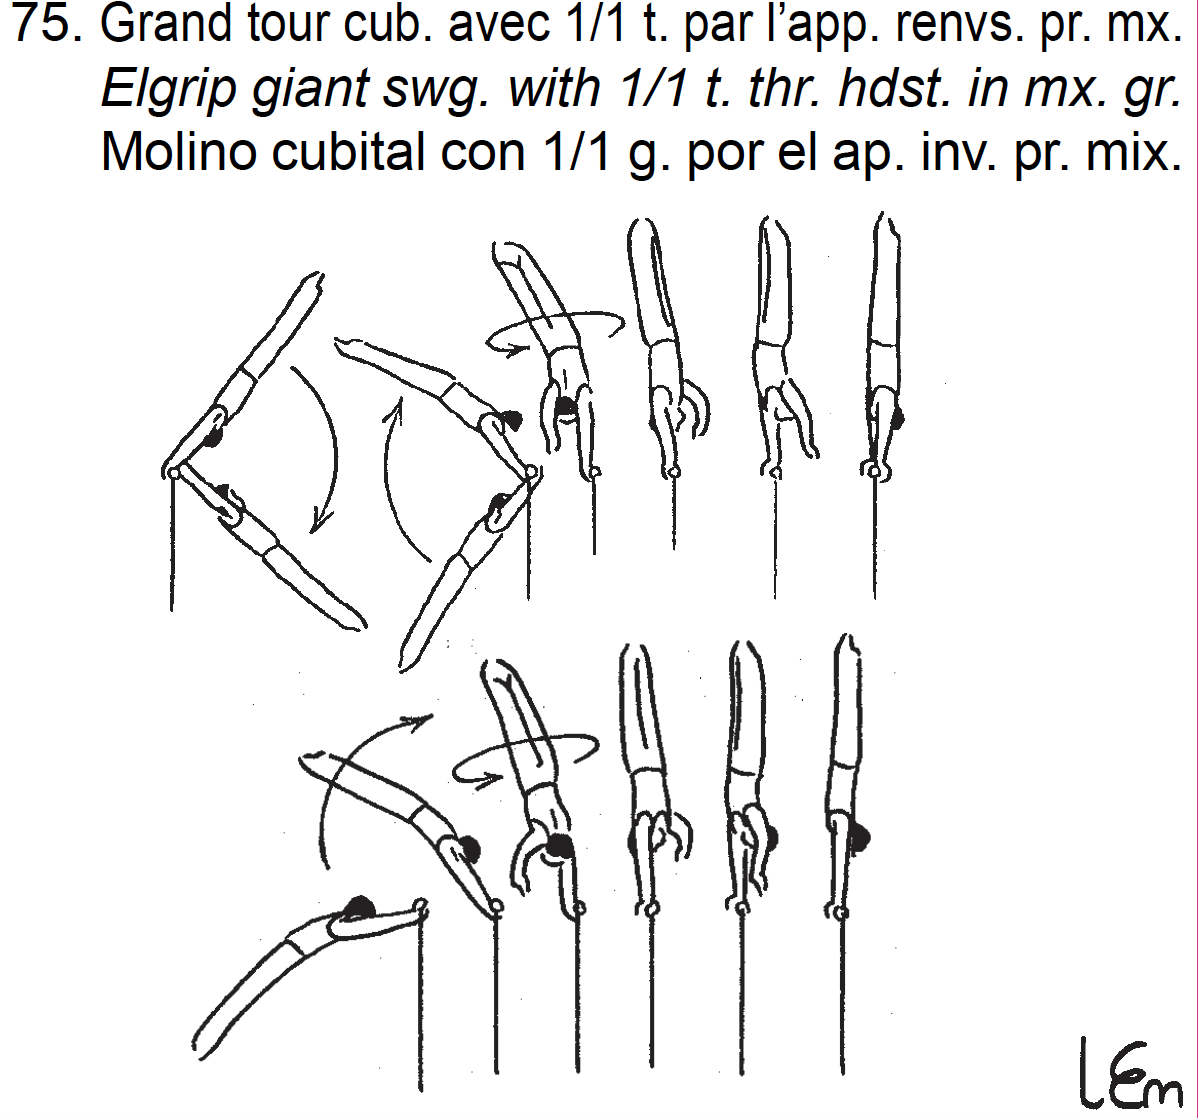 75. Grand tour cub. avec 1/1 t. par l’app. renvs. pr. mx.
Elgrip giant swg. with 1/1 t. thr. hdst. in mx. gr.
Molino cubital con 1/1 g. por el ap. inv. pr. mix.